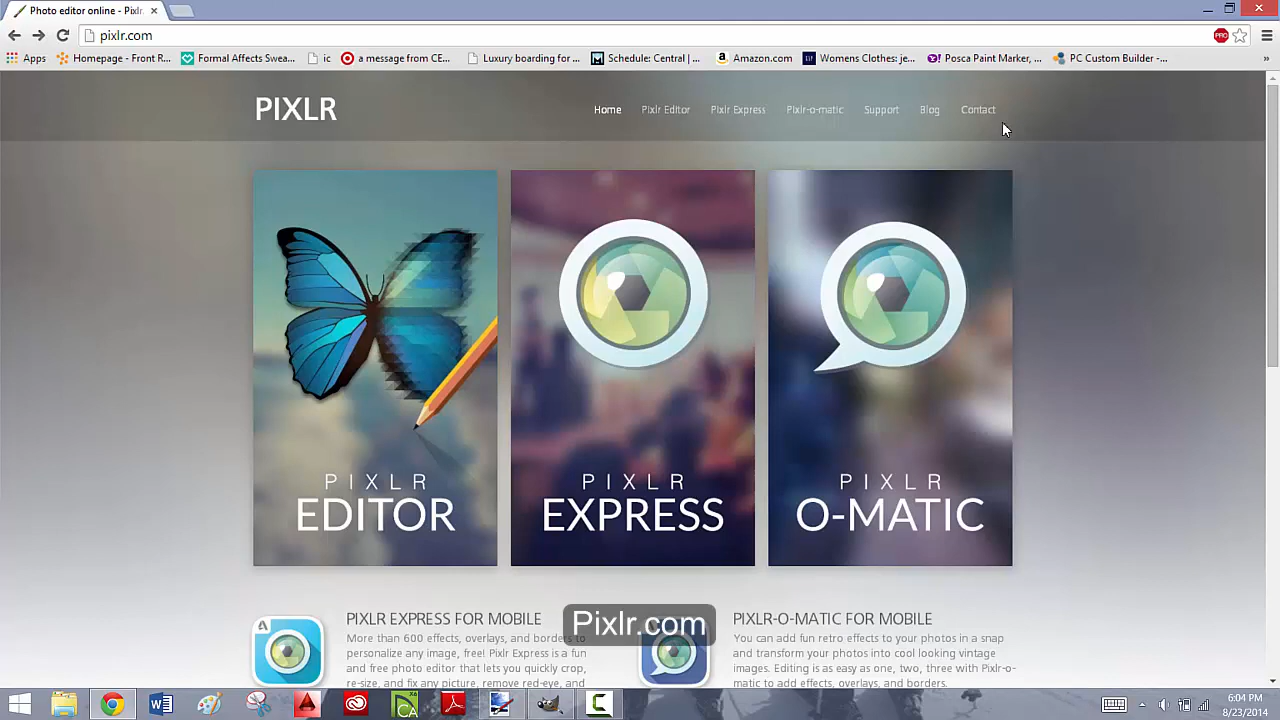 Photo editor online - Pixlr
pixlr.com
PRO
Apps
Homepage - Front R...
Formal Affects Swea...
ic
a message from CE...
Luxury boarding for ...
Schedule: Central | ...
Amazon.com
Womens Clothes: je...
Posca Paint Marker, ...
PC Custom Builder -...
»
PIXLR
Home
Pixlr Editor
Pixlr Express
Pixlr-o-matic
Support
Blog
Contact
PIXLR
EDITOR
PIXLR
EXPRESS
PIXLR
O-MATIC
PIXLR EXPRESS FOR MOBILE
More than 600 effects, overlays, and borders to
personalize any image, free! Pixlr Express is a fun
and free photo editor that lets you quickly crop,
re-size, and fix any picture, remove red-eye, and
PIXLR-O-MATIC FOR MOBILE
You can add fun retro effects to your photos in a snap
and transform your photos into cool looking vintage
images. Editing is as easy as one, two, three with Pixlr-o-
matic to add effects, overlays, and borders.
Pixlr.com
6:04 PM
8/23/2014